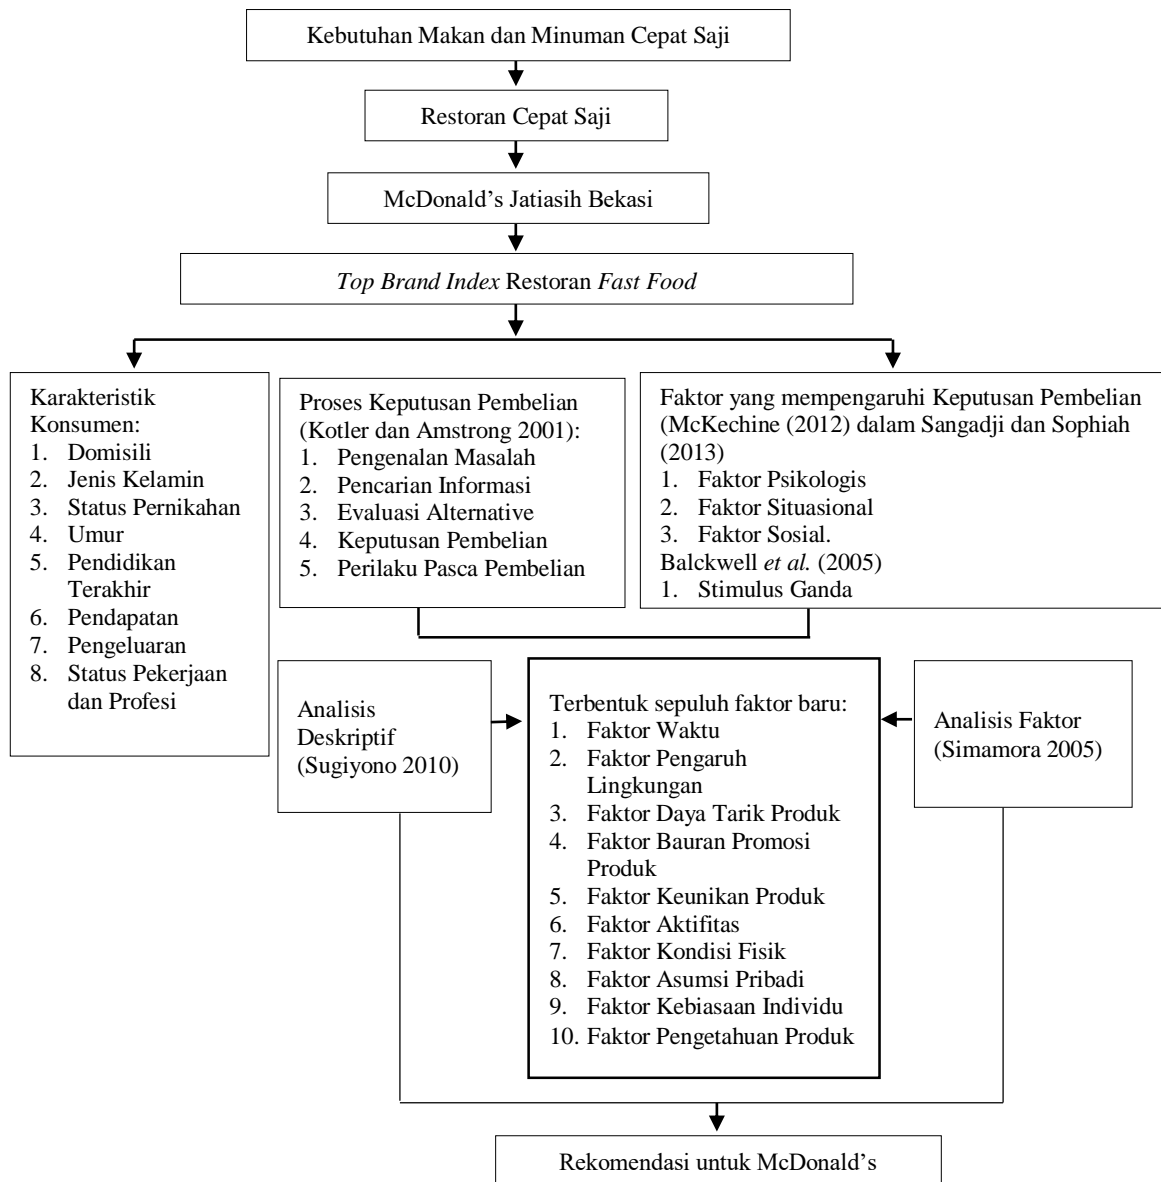 Kebutuhan Makan dan Minuman Cepat Saji
Restoran Cepat Saji
McDonald’s Jatiasih Bekasi
Top Brand Index Restoran Fast Food
Karakteristik
Konsumen:
1. Domisili
2. Jenis Kelamin
3. Status Pernikahan
4. Umur
5. Pendidikan
Terakhir
6. Pendapatan
7. Pengeluaran
8. Status Pekerjaan
dan Profesi
Proses Keputusan Pembelian
(Kotler dan Amstrong 2001):
1. Pengenalan Masalah
2. Pencarian Informasi
3. Evaluasi Alternative
4. Keputusan Pembelian
5. Perilaku Pasca Pembelian
Faktor yang mempengaruhi Keputusan Pembelian
(McKechine (2012) dalam Sangadji dan Sophiah
(2013)
1. Faktor Psikologis
2. Faktor Situasional
3. Faktor Sosial.
Balckwell et al. (2005)
1. Stimulus Ganda
Analisis
Deskriptif
(Sugiyono 2010)
Terbentuk sepuluh faktor baru:
1. Faktor Waktu
2. Faktor Pengaruh
Lingkungan
3. Faktor Daya Tarik Produk
4. Faktor Bauran Promosi
Produk
5. Faktor Keunikan Produk
6. Faktor Aktifitas
7. Faktor Kondisi Fisik
8. Faktor Asumsi Pribadi
9. Faktor Kebiasaan Individu
10. Faktor Pengetahuan Produk
Analisis Faktor
(Simamora 2005)
Rekomendasi untuk McDonald’s